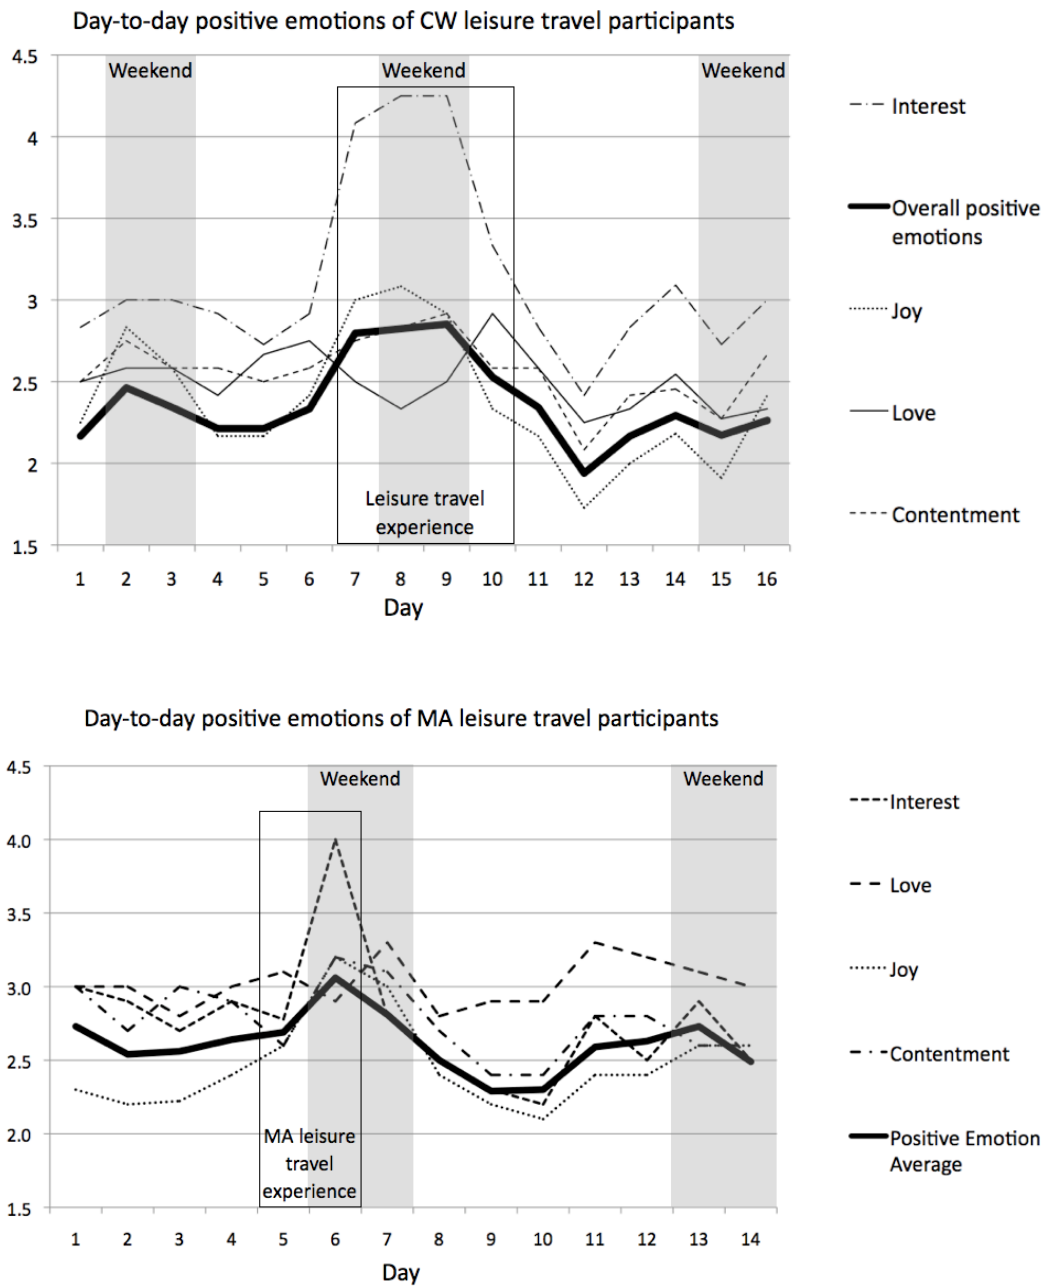 Day-to-day positive emotions of CW leisure travel participants
4.5
4
3.5
3
2.5
2
1.5
Weekend
Weekend
Weekend
Leisure travel
experience
1 2 3 4 5 6 7 8 9 10 11 12 13 14 15 16
Day
Interest
Overall positive
emotions
Joy
Love
Contentment
Day-to-day positive emotions of MA leisure travel participants
4.5
4.0
3.5
3.0
2.5
2.0
1.5
Weekend
Weekend
MA leisure
travel
experience
1 2 3 4 5 6 7 8 9 10 11 12 13 14
Day
Interest
Love
Joy
Contentment
Positive Emotion
Average